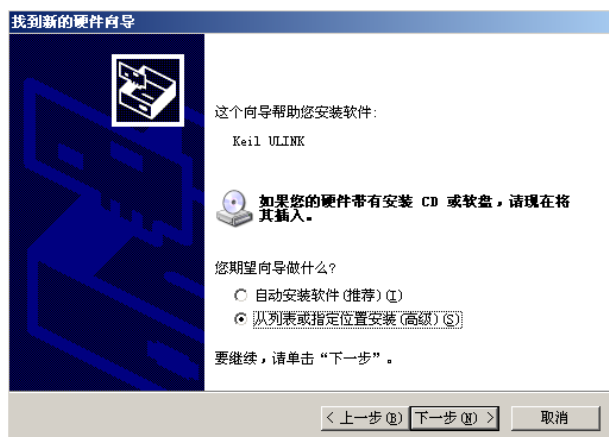 找到新的硬件向导
这个向导帮助您安装软件:
Keil ULINK
如果您的硬件带有安装 CD 或软盘，请现在将
其插入。
您期望向导做什么?
自动安装软件(推荐)(I)
从列表或指定位置安装(高级)(S)
要继续，请单击“下一步”。
< 上一步(B) 下一步(N) > 取消